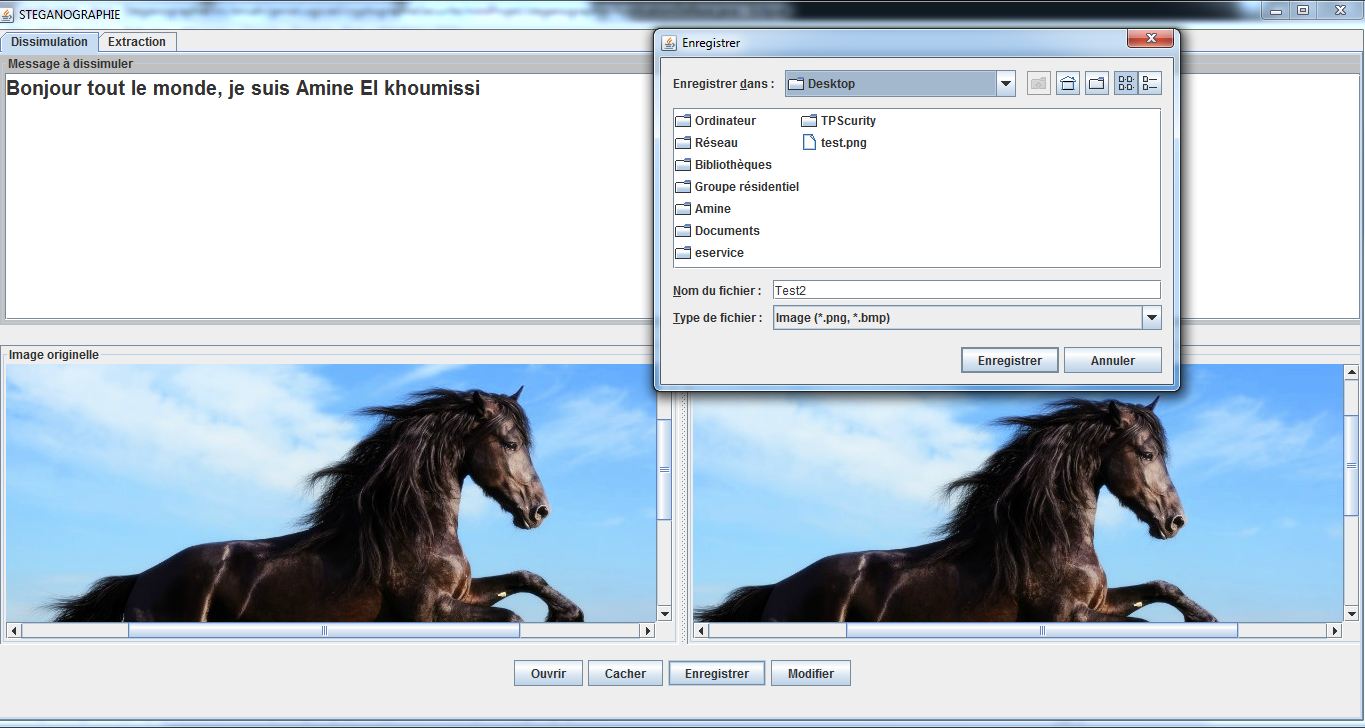 STEGANOGRAPHIE
Dissimulation Extraction
Message à dissimuler
Bonjour tout le monde, je suis Amine El khoumissi
Enregistrer
Enregistrer dans : Desktop
Ordinateur TPScurity
Réseau test.png
Bibliothèques
Groupe résidentiel
Amine
Documents
eservice
Nom du fichier : Test2
Type de fichier : Image (*.png, *.bmp)
Enregistrer Annuler
Image originelle
Ouvrir Cacher Enregistrer Modifier